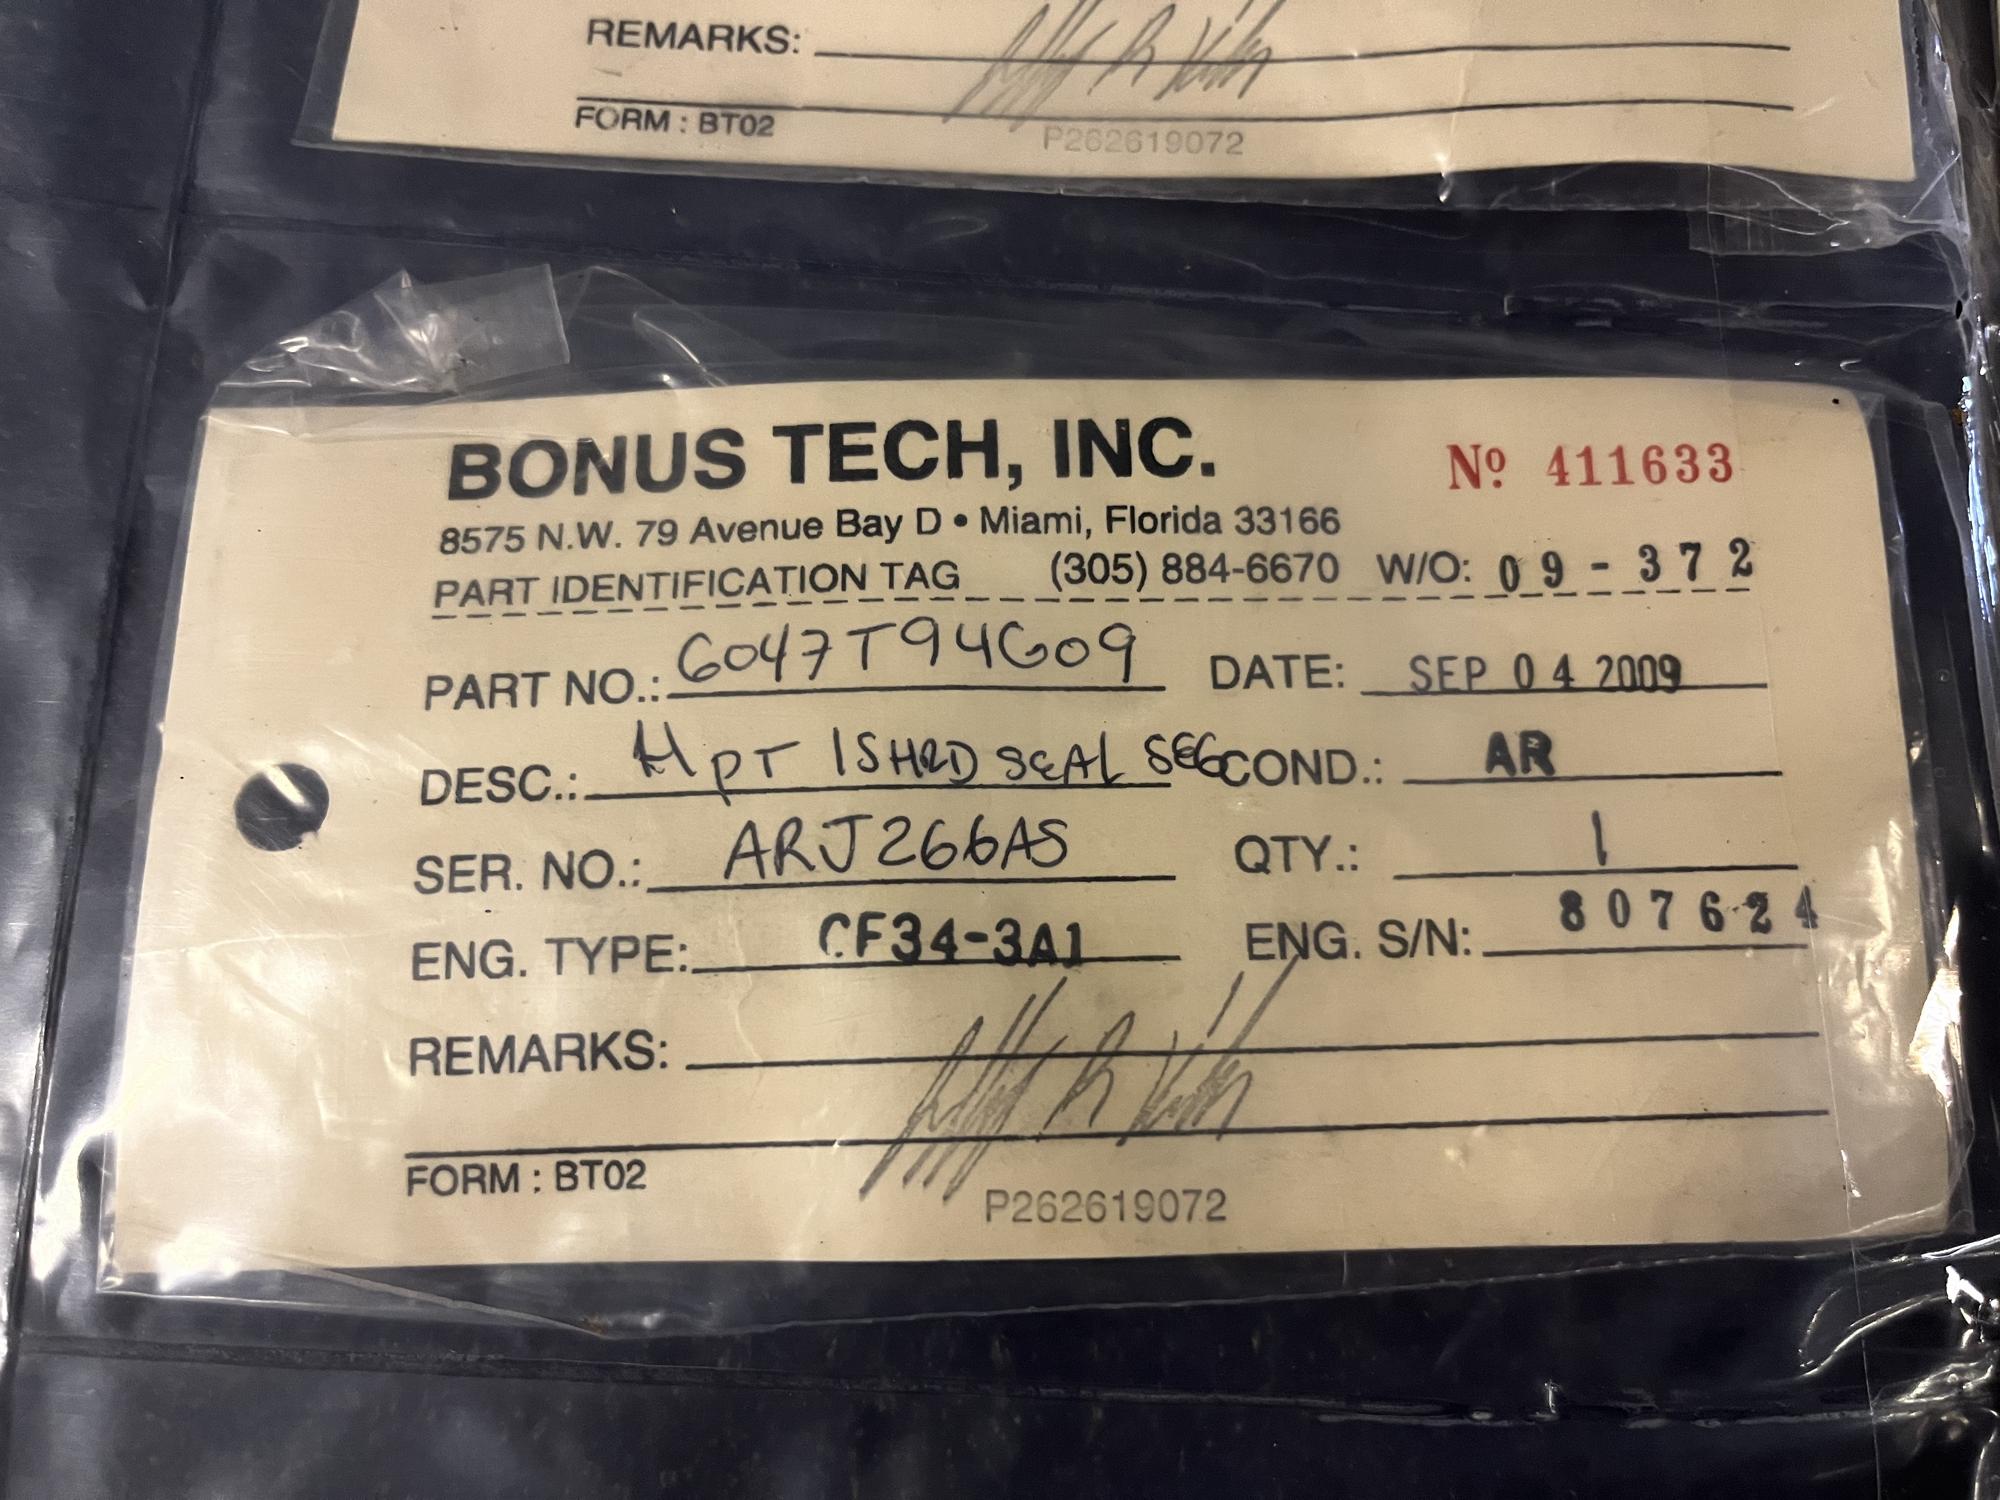 REMARKS:
FORM : BT02
P262619072
BONUS TECH, INC.
Nº 411633
8575 N.W. 79 Avenue Bay D • Miami, Florida 33166
PART IDENTIFICATION TAG (305) 884-6670 W/O: 09-372
PART NO.: 6047T94G09 DATE: SEP 04 2009
DESC.: HPT 1SHRD SEAL SEG COND.: AR
SER. NO.: ARJ266AS QTY.: 1
ENG. TYPE: CF34-3A1 ENG. S/N: 807624
REMARKS:
FORM : BT02
P262619072